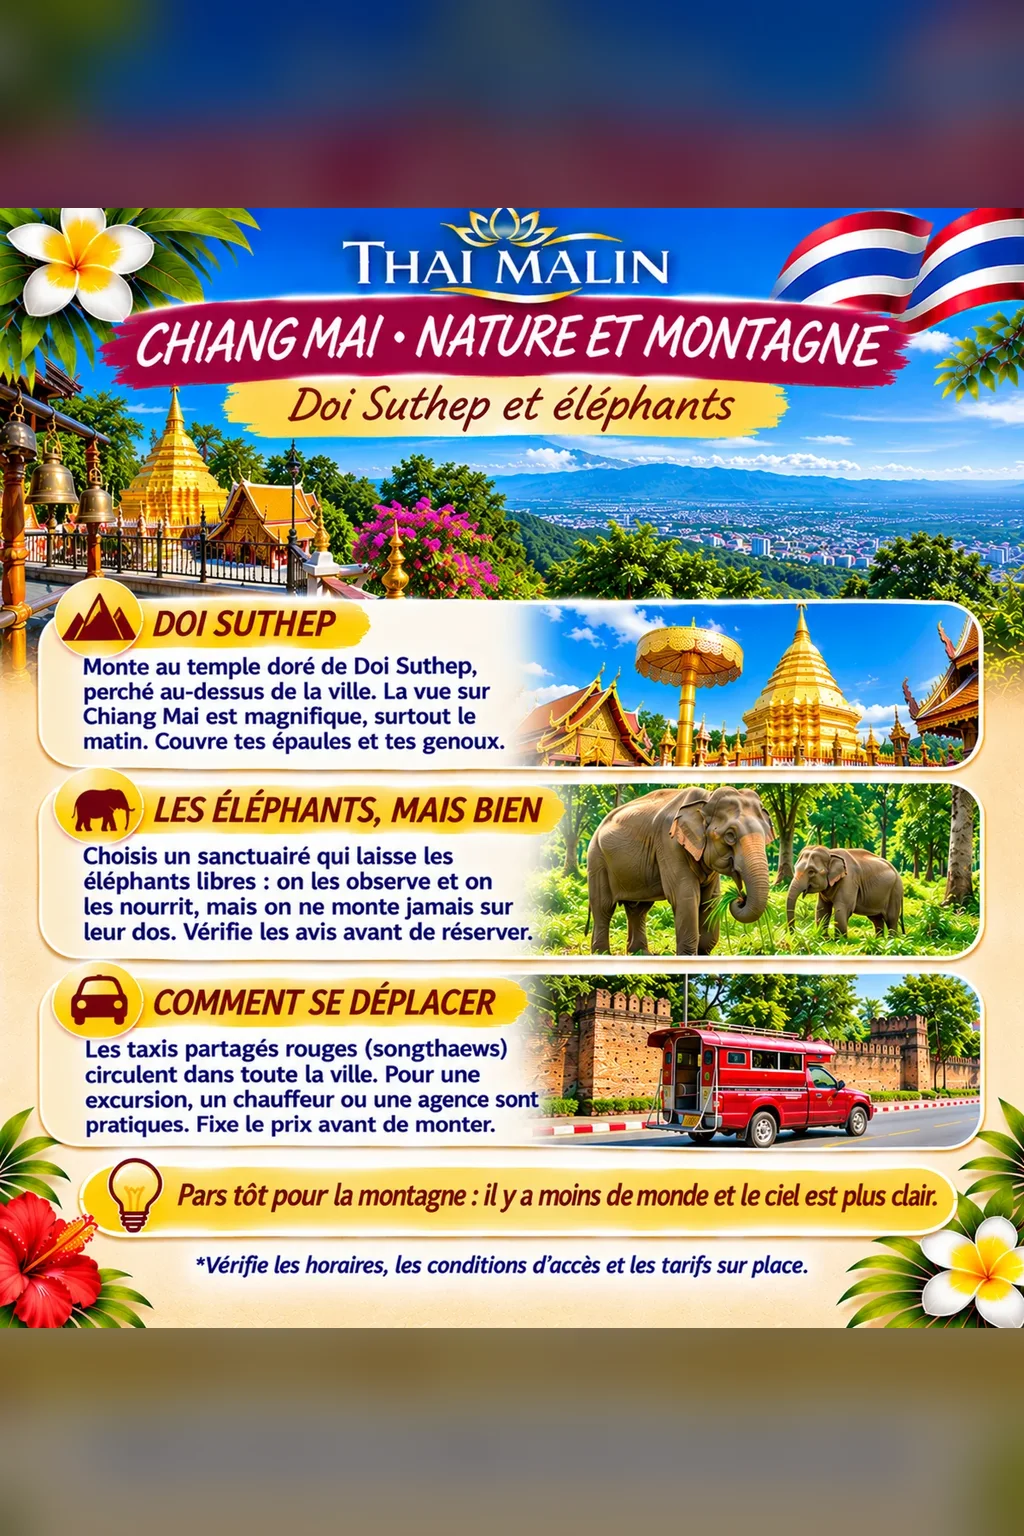 THAI MALIN
CHIANG MAI • NATURE ET MONTAGNE
Doi Suthep et éléphants
DOI SUTHEP
Monte au temple doré de Doi Suthep,
perché au-dessus de la ville. La vue sur
Chiang Mai est magnifique, surtout le
matin. Couvre tes épaules et tes genoux.
LES ÉLÉPHANTS, MAIS BIEN
Choisis un sanctuairé qui laisse les
éléphants libres : on les observe et on
les nourrit, mais on ne monte jamais sur
leur dos. Vérifie les avis avant de réserver.
COMMENT SE DÉPLACER
Les taxis partagés rouges (songthaews)
circulent dans toute la ville. Pour une
excursion, un chauffeur ou une agence sont
pratiques. Fixe le prix avant de monter.
Pars tôt pour la montagne : il y a moins de monde et le ciel est plus clair.
*Vérifie les horaires, les conditions d'accès et les tarifs sur place.